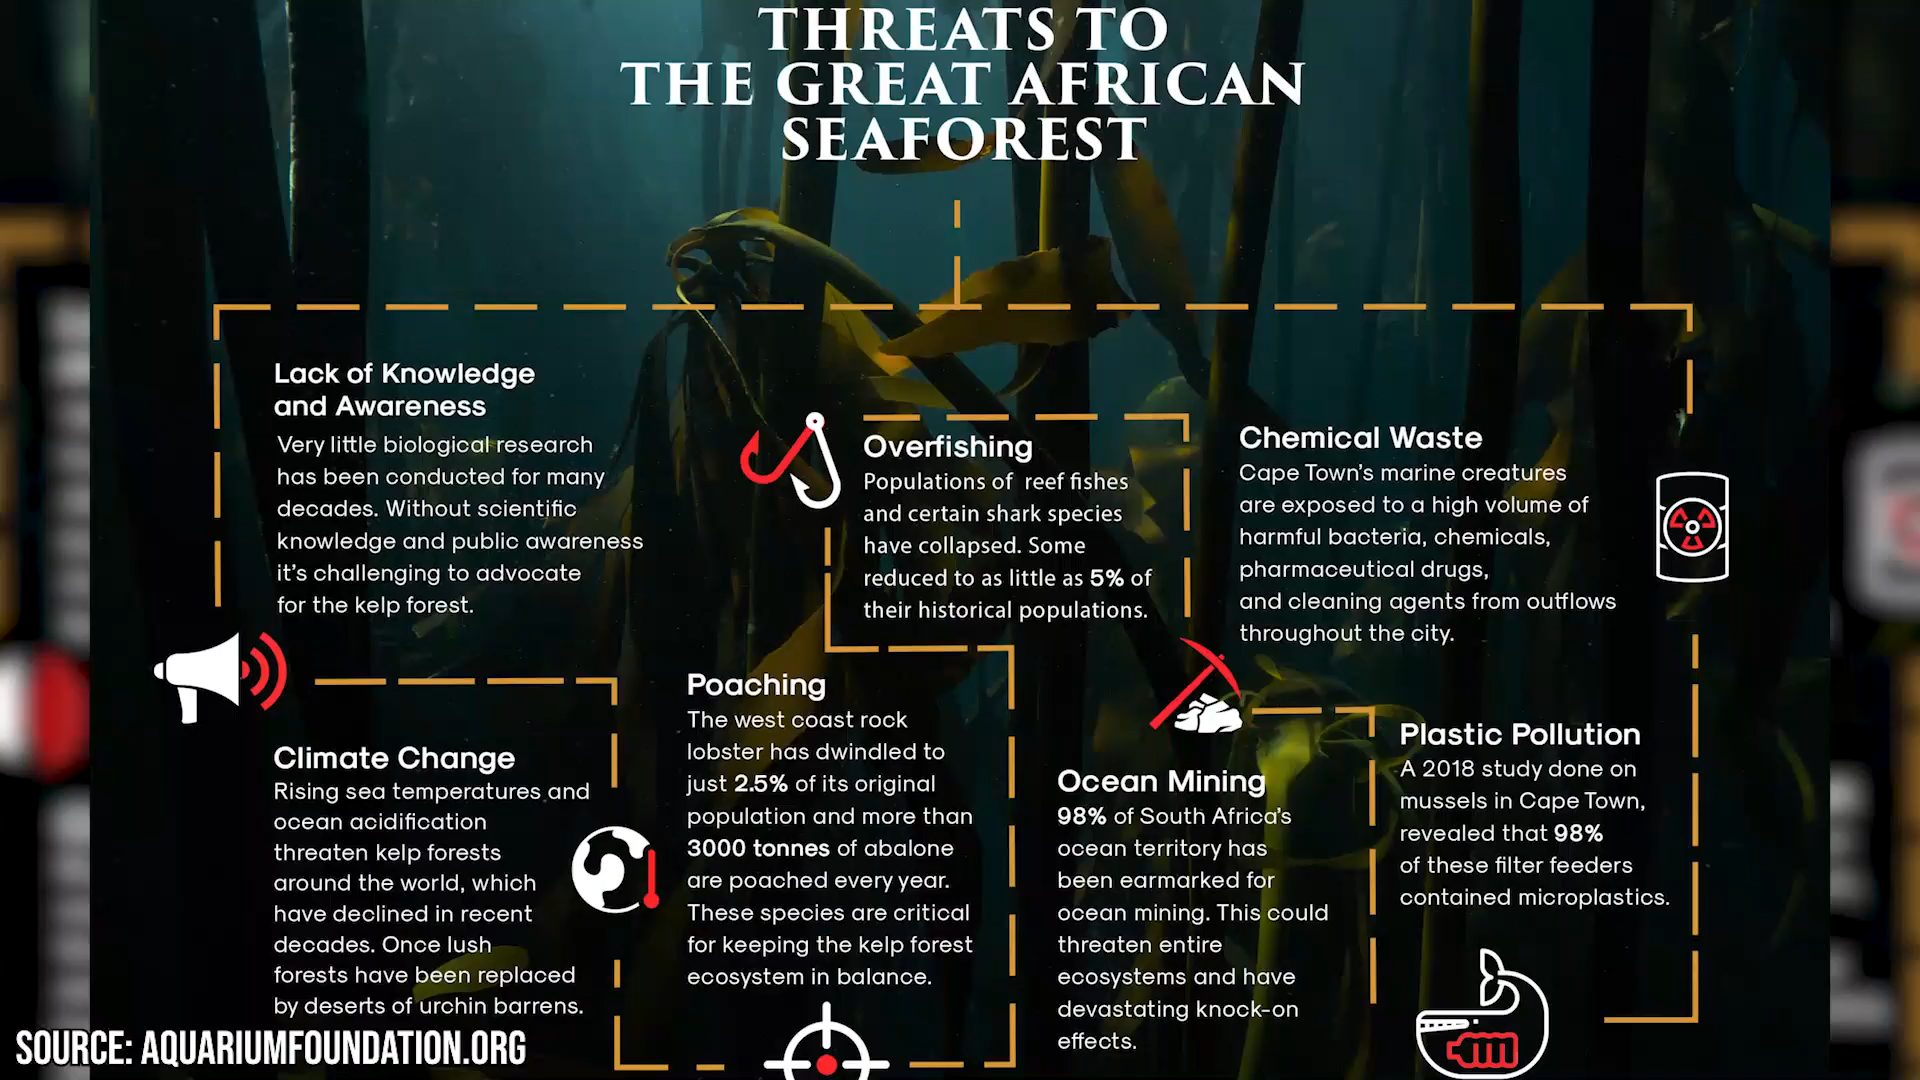 THREATS TO
THE GREAT AFRICAN
SEAFOREST
Lack of Knowledge
and Awareness
Very little biological research
has been conducted for many
decades. Without scientific
knowledge and public awareness
it's challenging to advocate
for the kelp forest.
Overfishing
Populations of reef fishes
and certain shark species
have collapsed. Some
reduced to as little as 5% of
their historical populations.
Chemical Waste
Cape Town's marine creatures
are exposed to a high volume of
harmful bacteria, chemicals,
pharmaceutical drugs,
and cleaning agents from outflows
throughout the city.
Climate Change
Rising sea temperatures and
ocean acidification
threaten kelp forests
around the world, which
have declined in recent
decades. Once lush
forests have been replaced
by deserts of urchin barrens.
Poaching
The west coast rock
lobster has dwindled to
just 2.5% of its original
population and more than
3000 tonnes of abalone
are poached every year.
These species are critical
for keeping the kelp forest
ecosystem in balance.
Ocean Mining
98% of South Africa's
ocean territory has
been earmarked for
ocean mining. This could
threaten entire
ecosystems and have
devastating knock-on
effects.
Plastic Pollution
A 2018 study done on
mussels in Cape Town,
revealed that 98%
of these filter feeders
contained microplastics.
SOURCE: AQUARIUMFOUNDATION.ORG